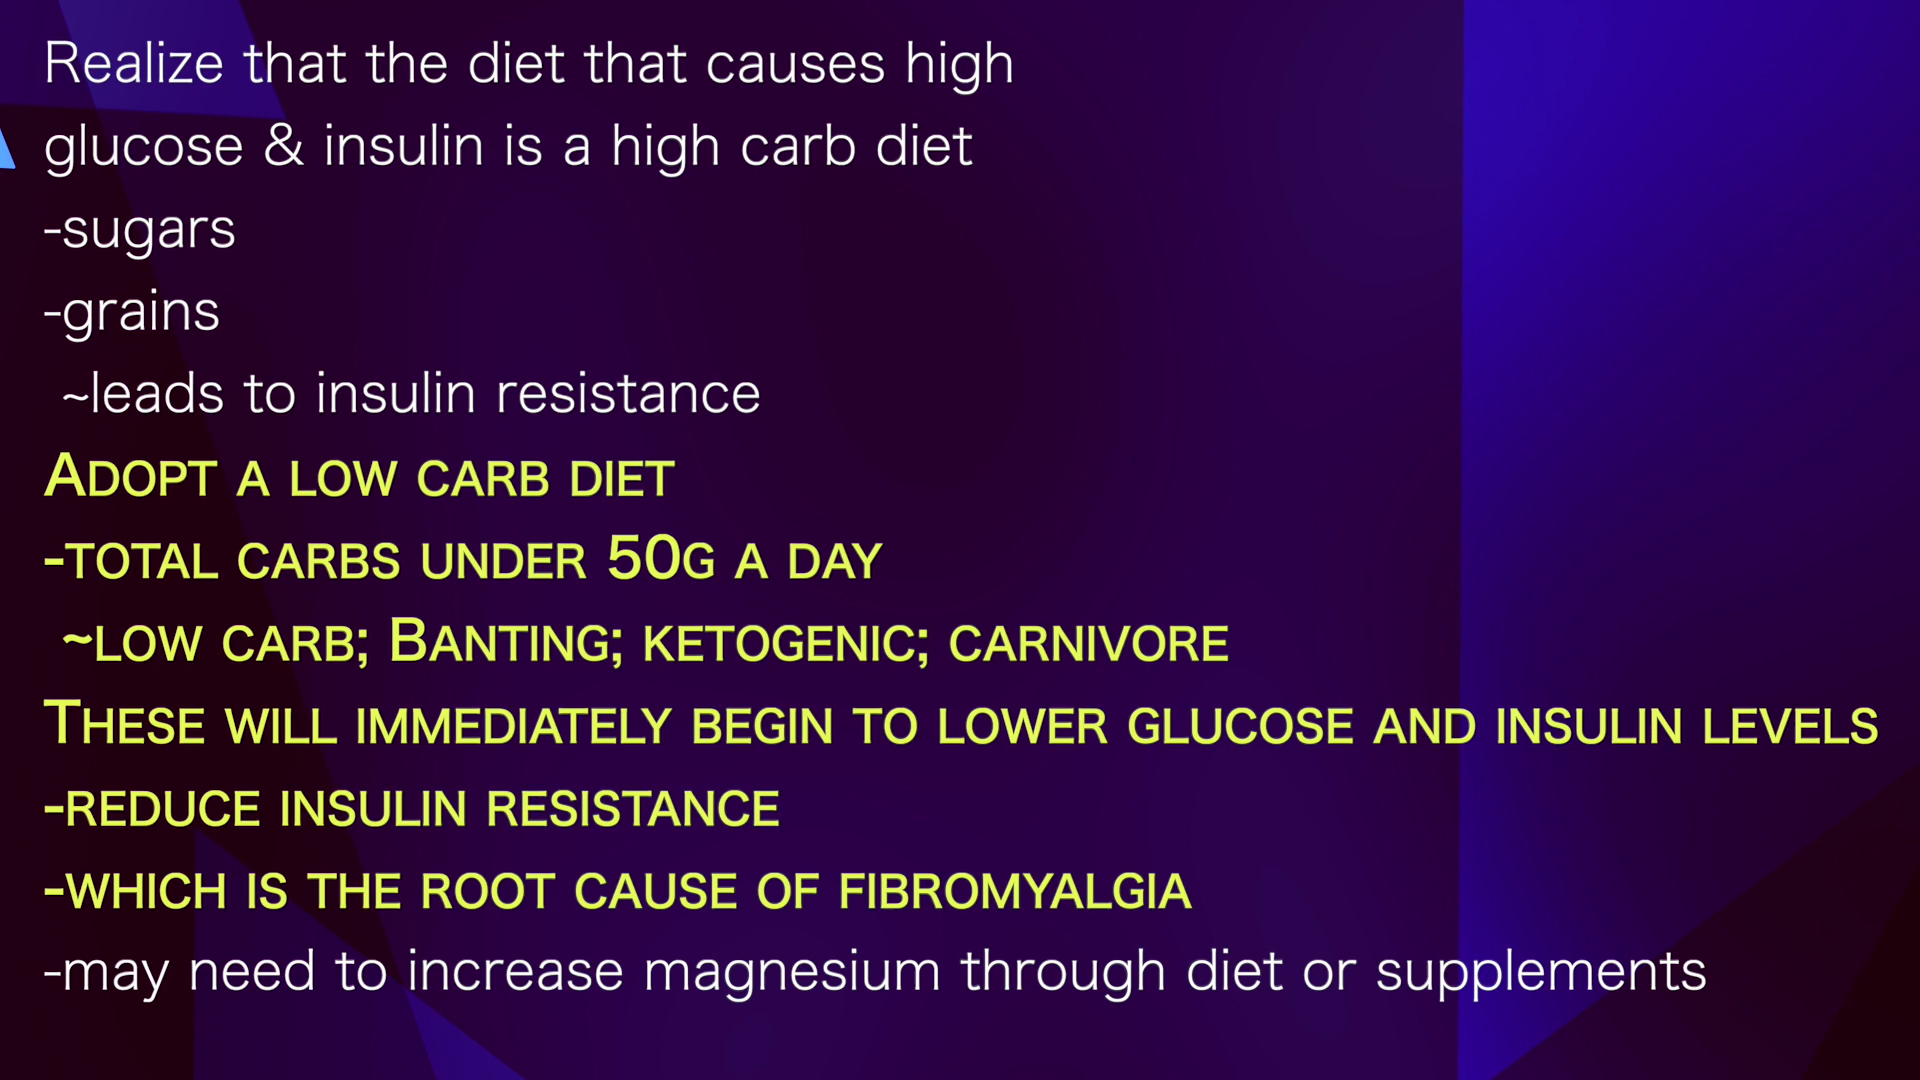 Realize that the diet that causes high
glucose & insulin is a high carb diet
-sugars
-grains
~leads to insulin resistance
Adopt a low carb diet
-total carbs under 50g a day
~low carb; Banting; ketogenic; carnivore
These will immediately begin to lower glucose and insulin levels
-reduce insulin resistance
-which is the root cause of fibromyalgia
-may need to increase magnesium through diet or supplements